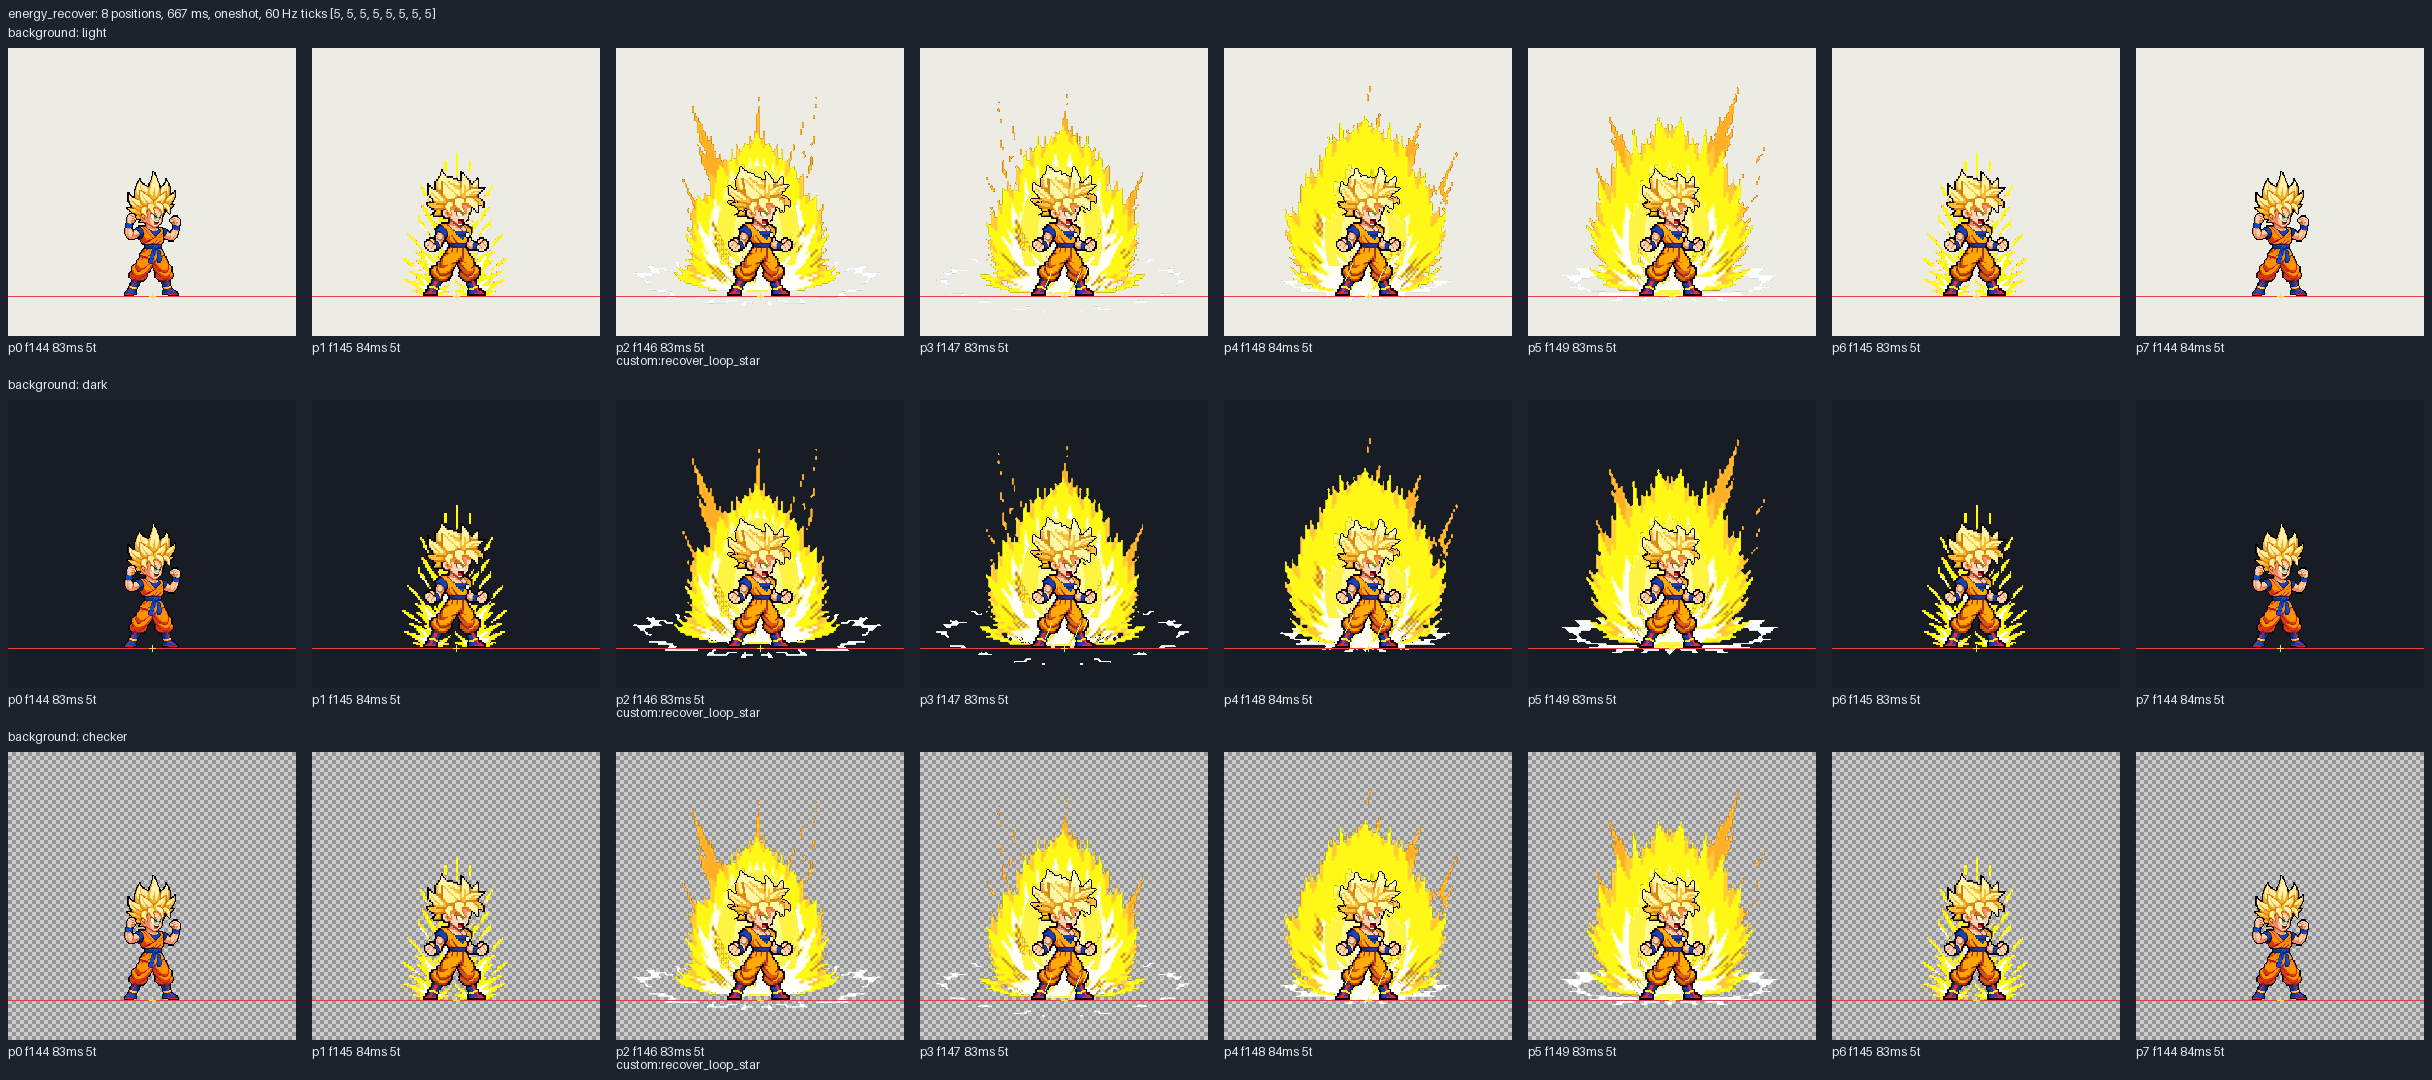 energy_recover: 8 positions, 667 ms, oneshot, 60 Hz ticks [5, 5, 5, 5, 5, 5, 5, 5]
background: light
p0 f144 83ms 5t
p1 f145 84ms 5t
p2 f146 83ms 5t
custom:recover_loop_star
p3 f147 83ms 5t
p4 f148 84ms 5t
p5 f149 83ms 5t
p6 f145 83ms 5t
p7 f144 84ms 5t
background: dark
p0 f144 83ms 5t
p1 f145 84ms 5t
p2 f146 83ms 5t
custom:recover_loop_star
p3 f147 83ms 5t
p4 f148 84ms 5t
p5 f149 83ms 5t
p6 f145 83ms 5t
p7 f144 84ms 5t
background: checker
p0 f144 83ms 5t
p1 f145 84ms 5t
p2 f146 83ms 5t
custom:recover_loop_star
p3 f147 83ms 5t
p4 f148 84ms 5t
p5 f149 83ms 5t
p6 f145 83ms 5t
p7 f144 84ms 5t